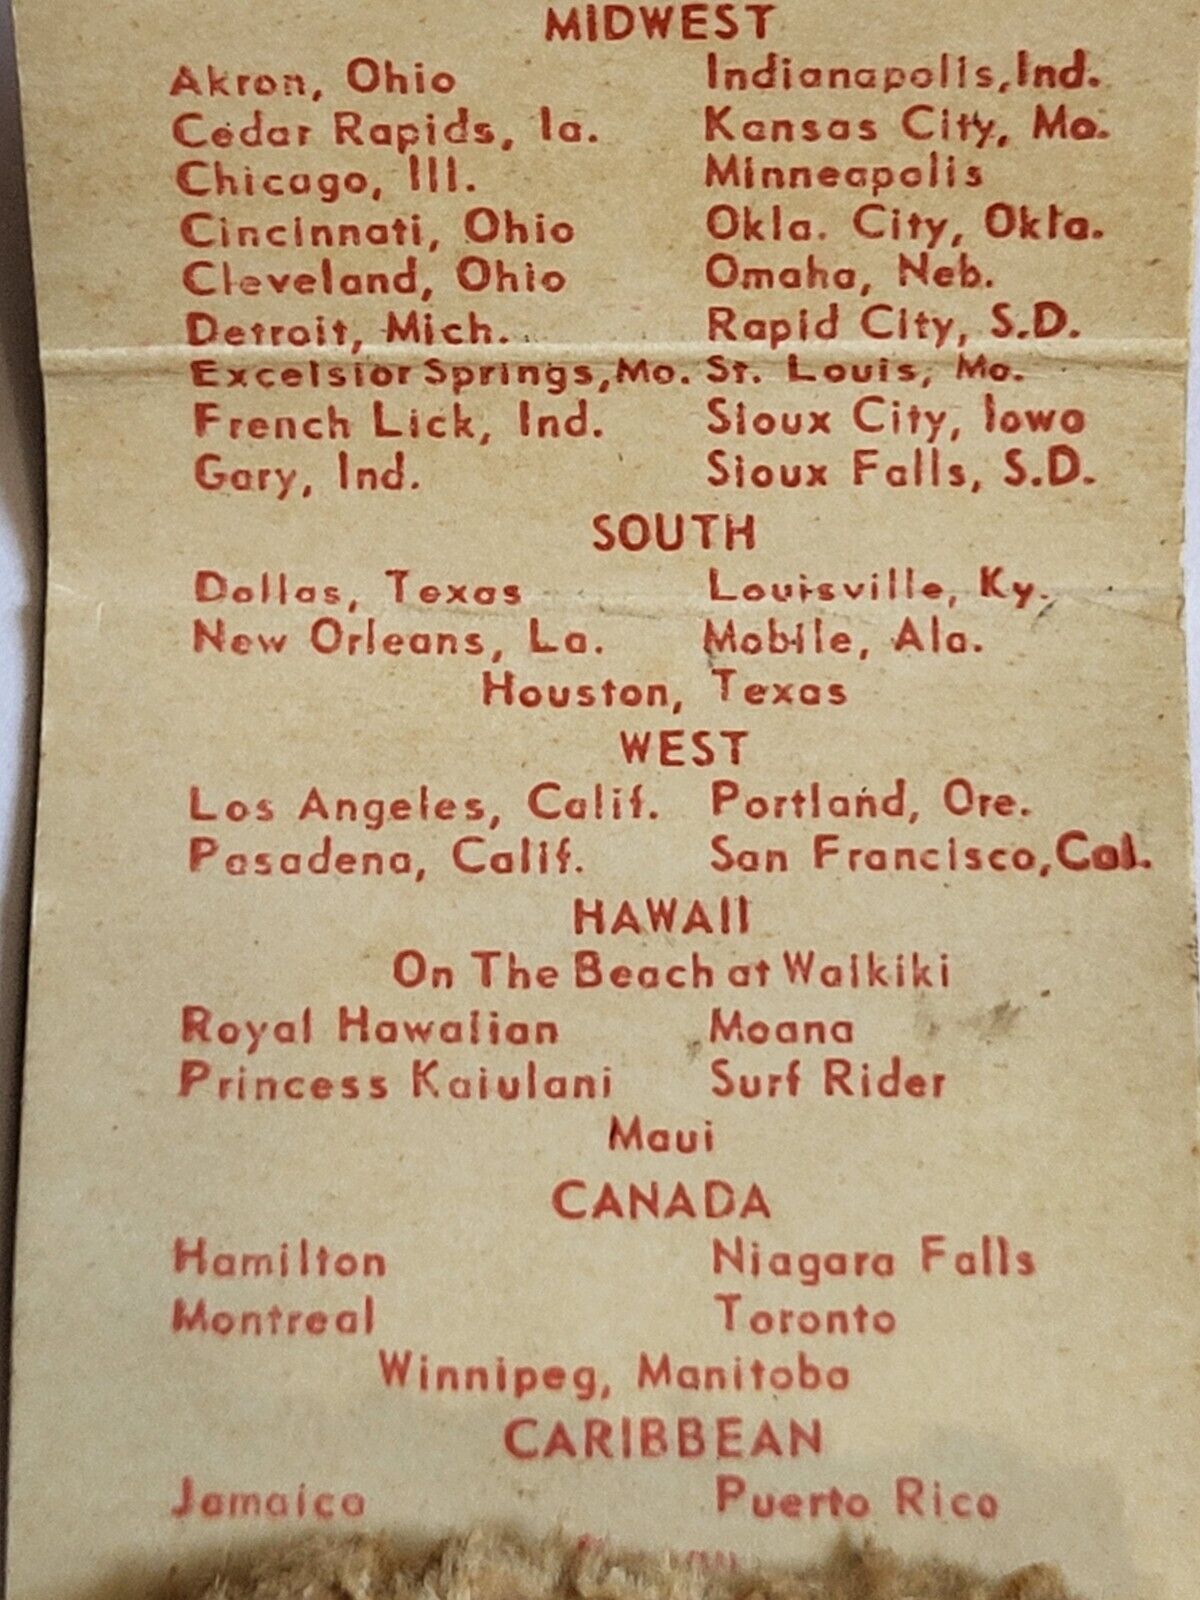 MIDWEST
Akron, Ohio Indianapolis, Ind.
Cedar Rapids, Ia. Kansas City, Mo.
Chicago, Ill. Minneapolis
Cincinnati, Ohio Okla. City, Okla.
Cleveland, Ohio Omaha, Neb.
Detroit, Mich. Rapid City, S.D.
Excelsior Springs, Mo. St. Louis, Mo.
French Lick, Ind. Sioux City, Iowa
Gary, Ind. Sioux Falls, S.D.
SOUTH
Dallas, Texas Louisville, Ky.
New Orleans, La. Mobile, Ala.
Houston, Texas
WEST
Los Angeles, Calif. Portland, Ore.
Pasadena, Calif. San Francisco, Cal.
HAWAII
On The Beach at Waikiki
Royal Hawaiian Moana
Princess Kaiulani Surf Rider
Maui
CANADA
Hamilton Niagara Falls
Montreal Toronto
Winnipeg, Manitoba
CARIBBEAN
Jamaica Puerto Rico